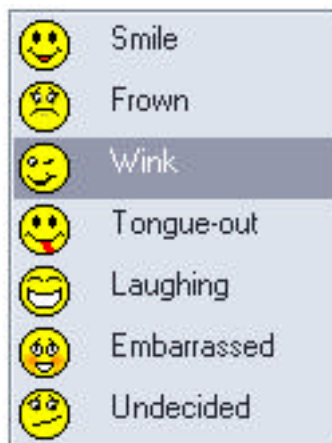 Smile
Frown
Wink
Tongue-out
Laughing
Embarrassed
Undecided